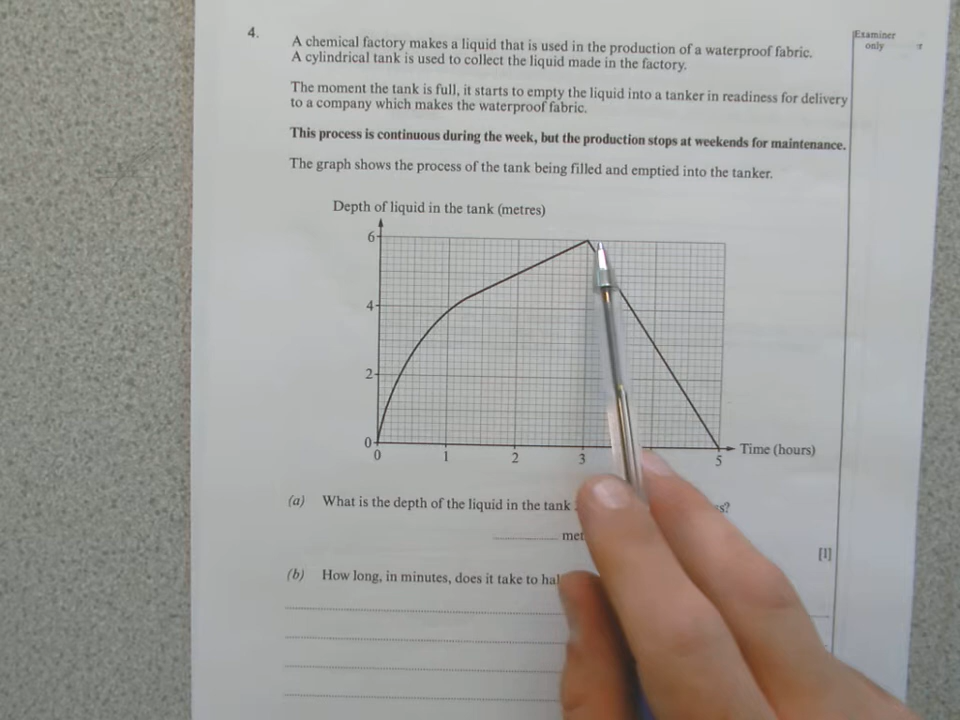 4.
Examiner
only
A chemical factory makes a liquid that is used in the production of a waterproof fabric.
A cylindrical tank is used to collect the liquid made in the factory.
The moment the tank is full, it starts to empty the liquid into a tanker in readiness for delivery
to a company which makes the waterproof fabric.
This process is continuous during the week, but the production stops at weekends for maintenance.
The graph shows the process of the tank being filled and emptied into the tanker.
Depth of liquid in the tank (metres)
6
4
2
0
0 1 2 3 5 Time (hours)
(a) What is the depth of the liquid in the tank
[1]
(b) How long, in minutes, does it take to